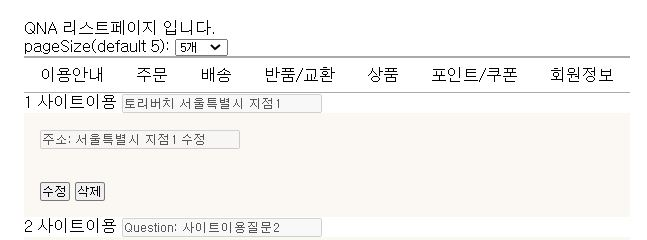 QNA 리스트페이지 입니다.
pageSize(default 5): 5개
이용안내 주문 배송 반품/교환 상품 포인트/쿠폰 회원정보
1 사이트이용 토리버치 서울특별시 지점1
주소: 서울특별시 지점1 수정
수정 삭제
2 사이트이용 Question: 사이트이용질문2